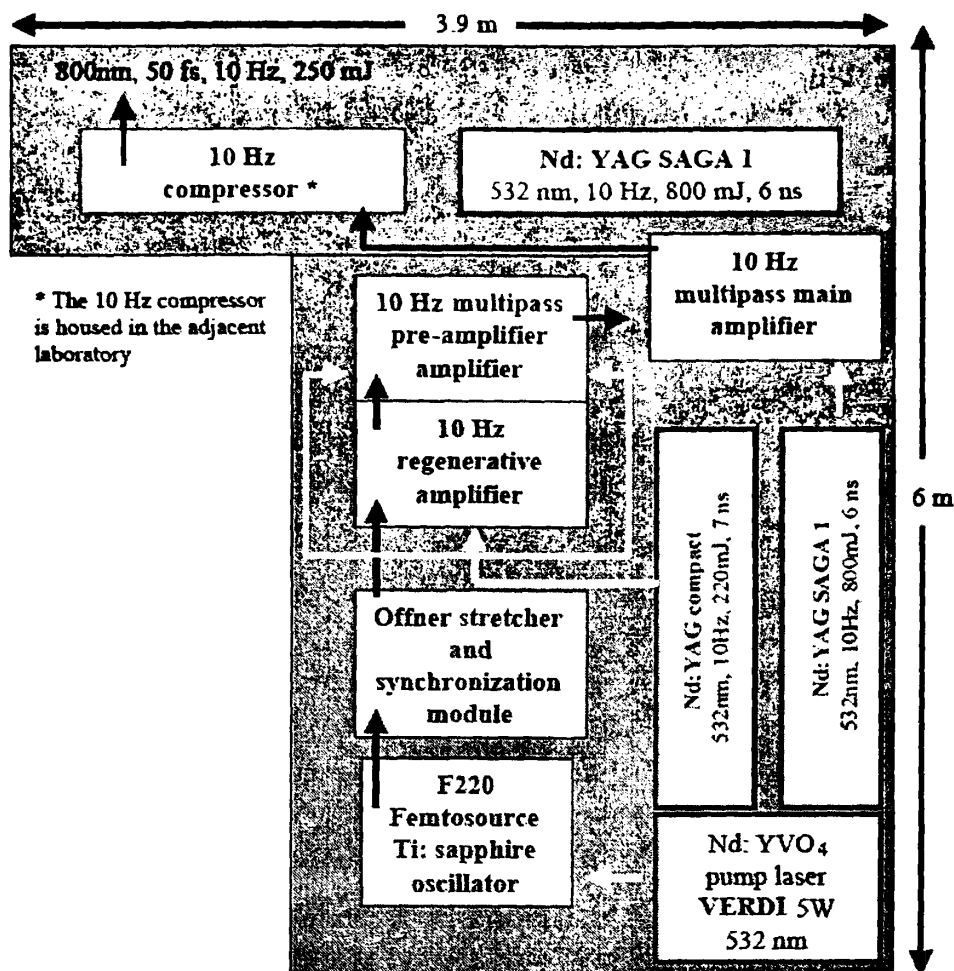 3.9 m
800nm, 50 fs, 10 Hz, 250 mJ
10 Hz
compressor *
Nd: YAG SAGA 1
532 nm, 10 Hz, 800 mJ, 6 ns
10 Hz
multipass main
amplifier
* The 10 Hz compressor
is housed in the adjacent
laboratory
10 Hz multipass
pre-amplifier
amplifier
10 Hz
regenerative
amplifier
6 m
Nd: YAG compact
532nm, 10Hz, 220mJ, 7 ns
Nd: YAG SAGA 1
532nm, 10Hz, 800mJ, 6 ns
Offner stretcher
and
synchronization
module
F220
Femtosource
Ti: sapphire
oscillator
Nd: YVO4
pump laser
VERDI 5W
532 nm